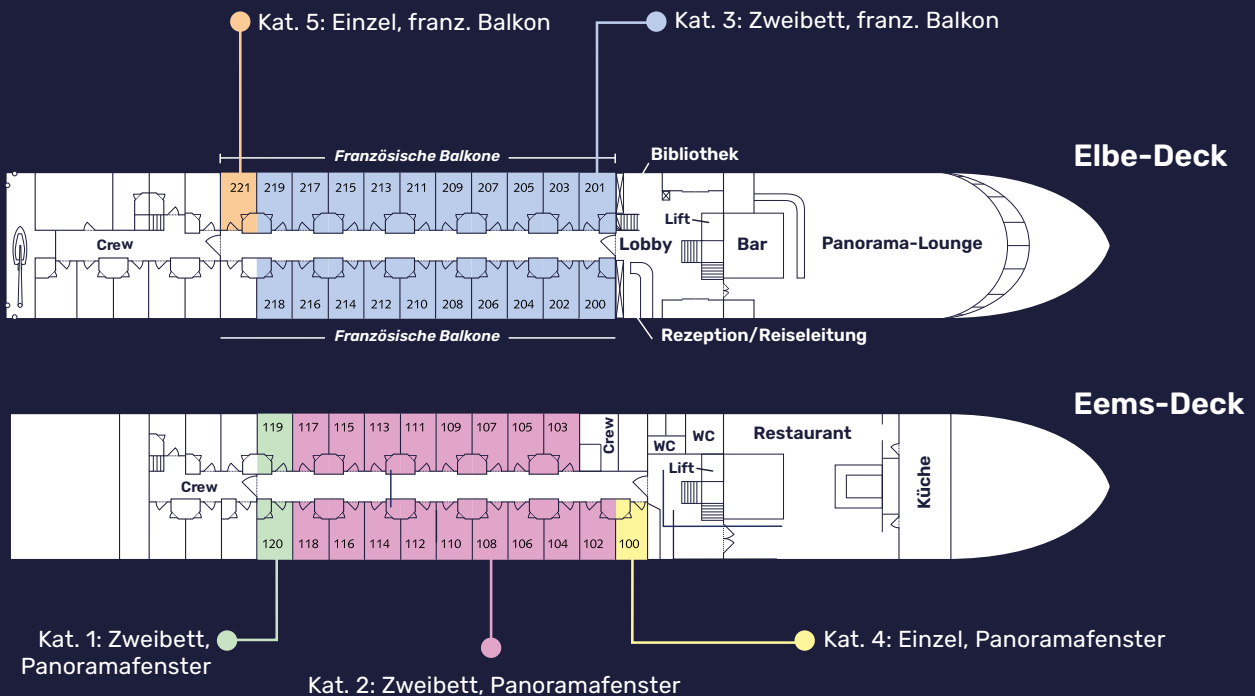 Kat. 5: Einzel, franz. Balkon
Kat. 3: Zweibett, franz. Balkon
Elbe-Deck
Französische Balkone
Bibliothek
221 219 217 215 213 211 209 207 205 203 201
Lift
Crew
Lobby
Bar
Panorama-Lounge
218 216 214 212 210 208 206 204 202 200
Französische Balkone
Rezeption/Reiseleitung
Eems-Deck
119 117 115 113 111 109 107 105 103
Crew
WC
WC
Restaurant
Lift
Crew
Küche
120 118 116 114 112 110 108 106 104 102 100
Kat. 1: Zweibett,
Panoramafenster
Kat. 4: Einzel, Panoramafenster
Kat. 2: Zweibett, Panoramafenster